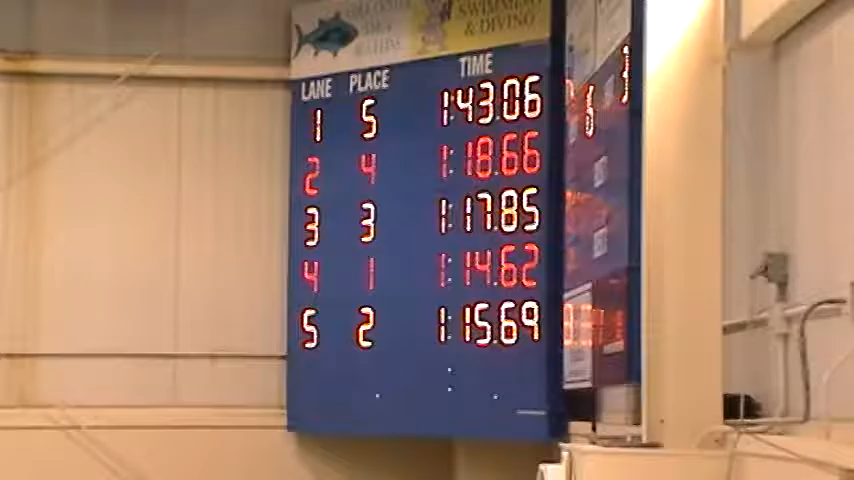 SWIMMING
& DIVING
LANE PLACE TIME
1 5 1:43.06
2 4 1:18.66
3 3 1:17.85
4 1 1:14.62
5 2 1:15.69